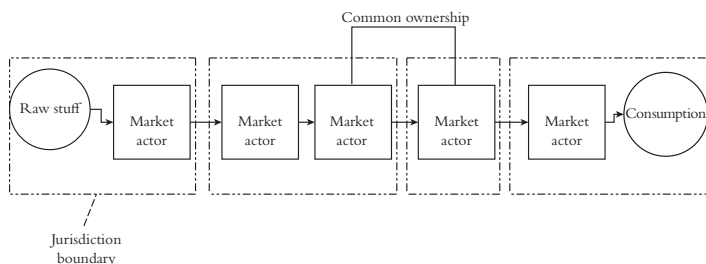 Common ownership
Raw stuff
Market
actor
Market
actor
Market
actor
Market
actor
Market
actor
Consumption
Jurisdiction
boundary